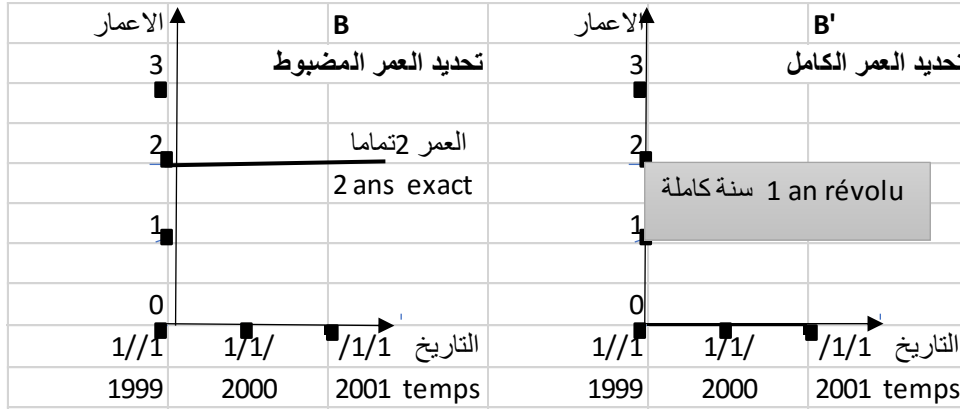 الاعمار B
تحديد العمر المضبوط
3
2
العمر 2تماما
2 ans exact
1
0
1//1 1/1/ /1/1 التاريخ
1999 2000 2001 temps
الاعمار B'
تحديد العمر الكامل
3
2
1 an révolu سنة كاملة
1
0
1//1 1/1/ /1/1 التاريخ
1999 2000 2001 temps